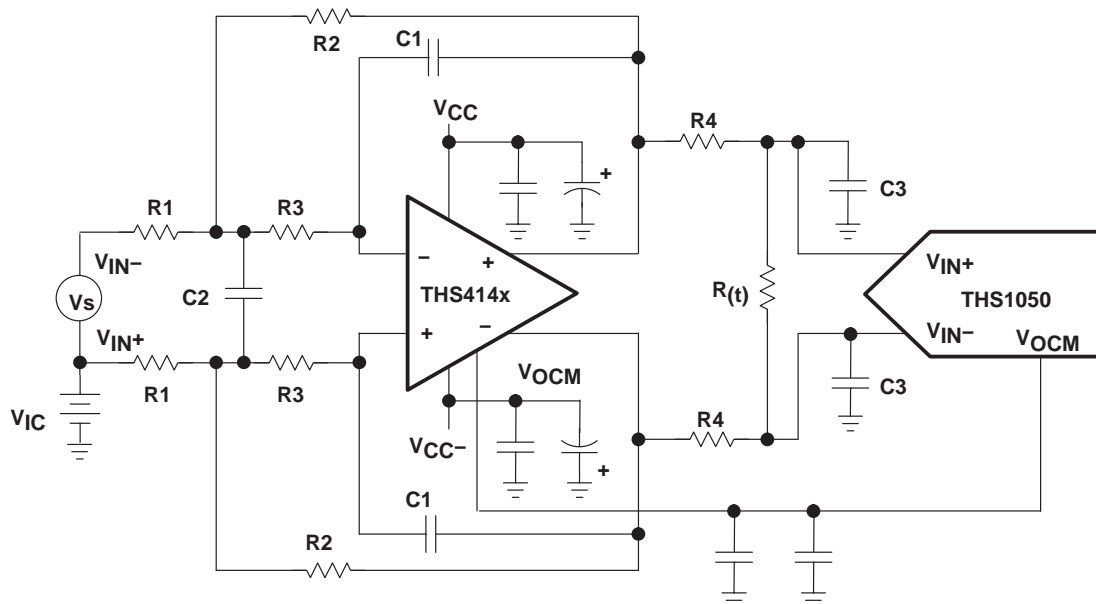 R2
C1
VCC
R4
+
C3
R1
R3
VIN−
− +
VIN+
Vs
C2
THS414x
R(t)
THS1050
VIN+
+ −
VIN−
VOCM
R1
R3
VOCM
C3
VIC
R4
VCC−
+
C1
R2